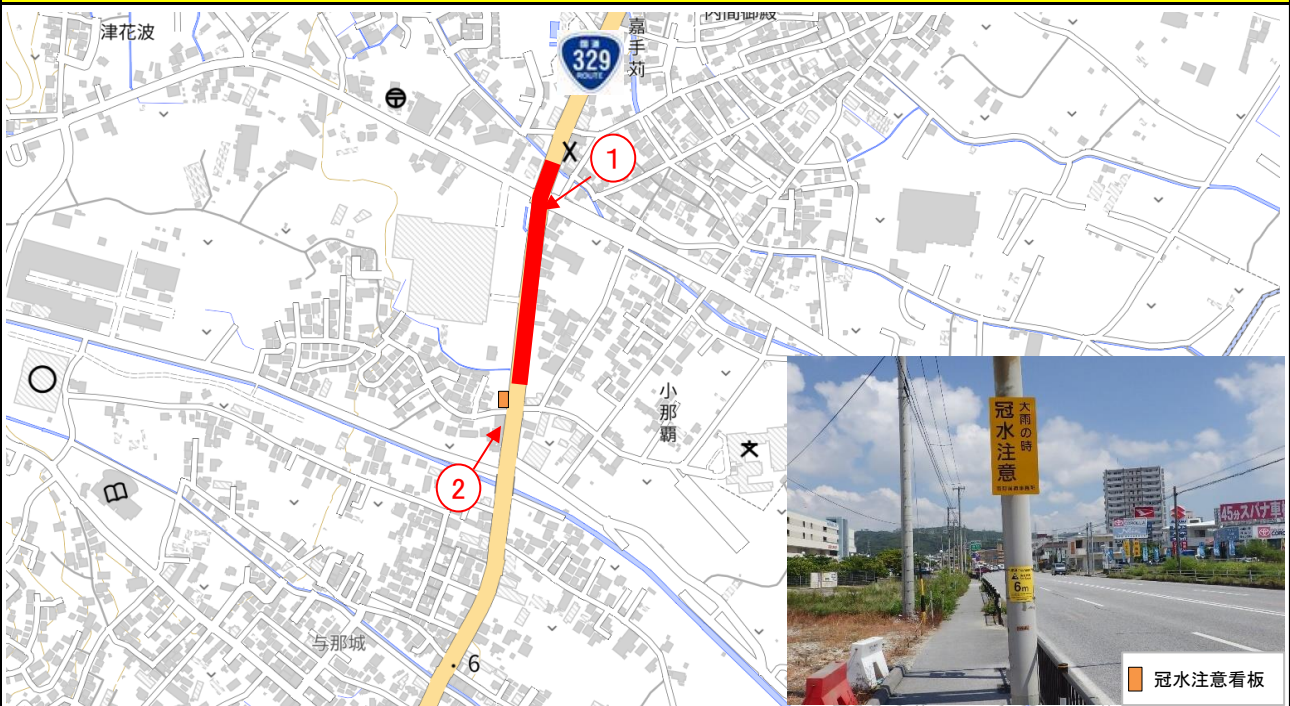 津花波
内間御殿
嘉手苅
国道
329
ROUTE
X
①
小那覇
②
与那城
6
大雨の時
冠水注意
6m
45分スパナ車検
冠水注意看板